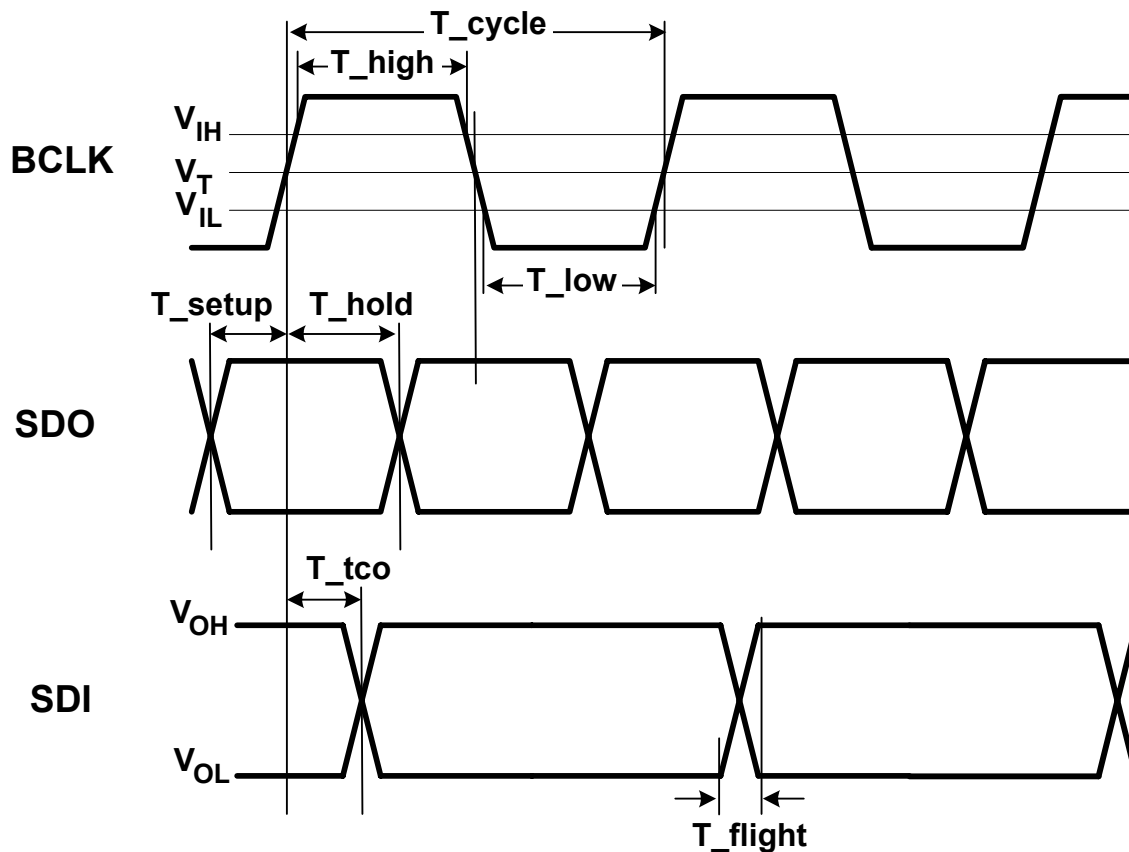 T_cycle
T_high
V_IH
BCLK
V_T
V_IL
T_low
T_setup
T_hold
SDO
T_tco
V_OH
SDI
V_OL
T_flight